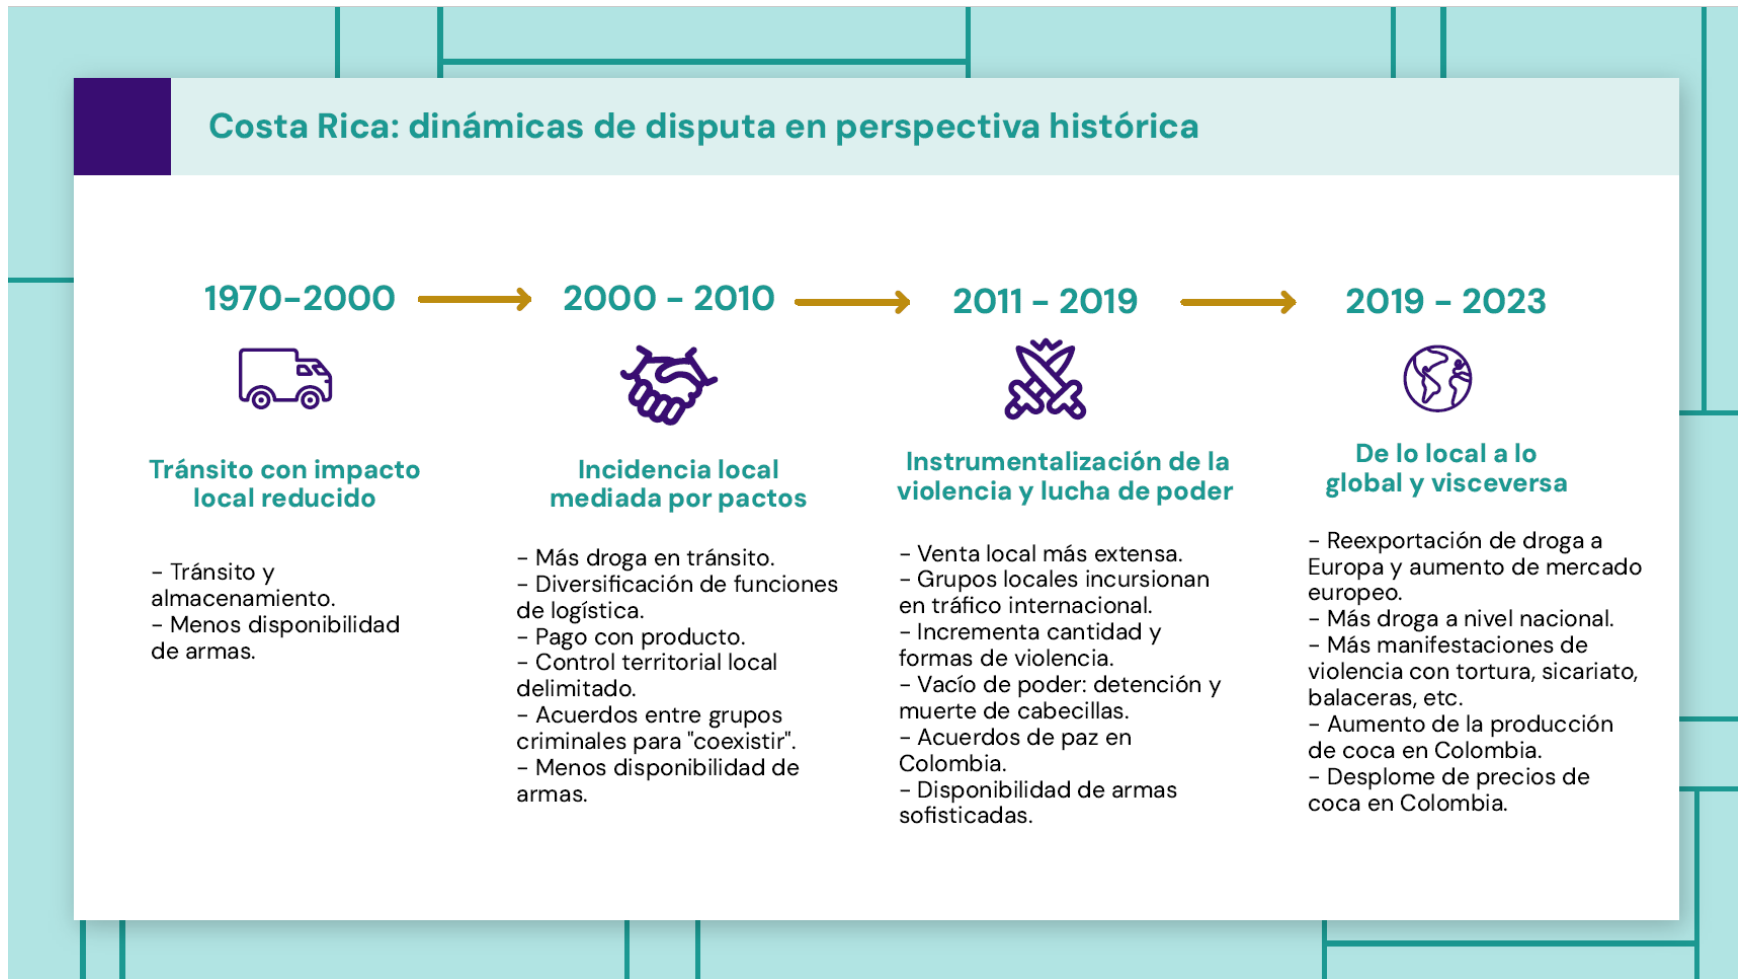 Costa Rica: dinámicas de disputa en perspectiva histórica
1970-2000
Tránsito con impacto
local reducido
- Tránsito y
almacenamiento.
- Menos disponibilidad
de armas.
2000 - 2010
Incidencia local
mediada por pactos
- Más droga en tránsito.
- Diversificación de funciones
de logística.
- Pago con producto.
- Control territorial local
delimitado.
- Acuerdos entre grupos
criminales para "coexistir".
- Menos disponibilidad de
armas.
2011 - 2019
Instrumentalización de la
violencia y lucha de poder
- Venta local más extensa.
- Grupos locales incursionan
en tráfico internacional.
- Incrementa cantidad y
formas de violencia.
- Vacío de poder: detención y
muerte de cabecillas.
- Acuerdos de paz en
Colombia.
- Disponibilidad de armas
sofisticadas.
2019 - 2023
De lo local a lo
global y visceversa
- Reexportación de droga a
Europa y aumento de mercado
europeo.
- Más droga a nivel nacional.
- Más manifestaciones de
violencia con tortura, sicariato,
balaceras, etc.
- Aumento de la producción
de coca en Colombia.
- Desplome de precios de
coca en Colombia.